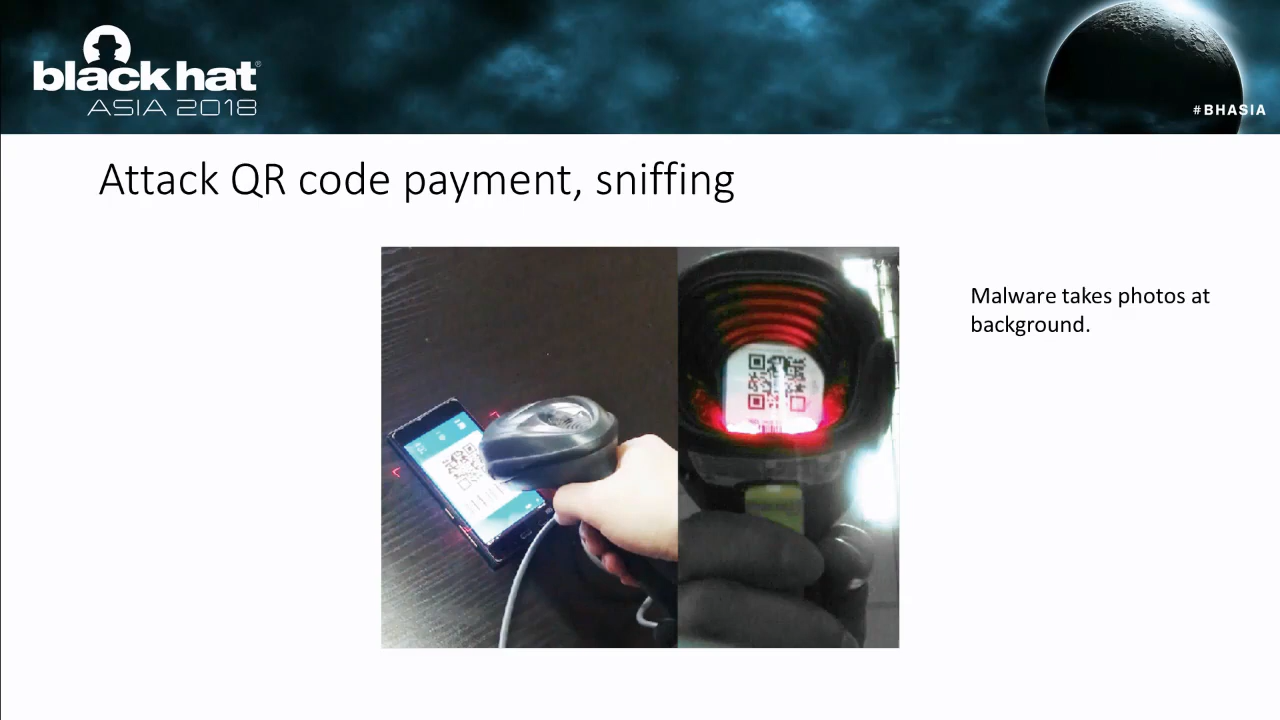 black hat®
ASIA 2018
#BHASIA
Attack QR code payment, sniffing
Malware takes photos at
background.